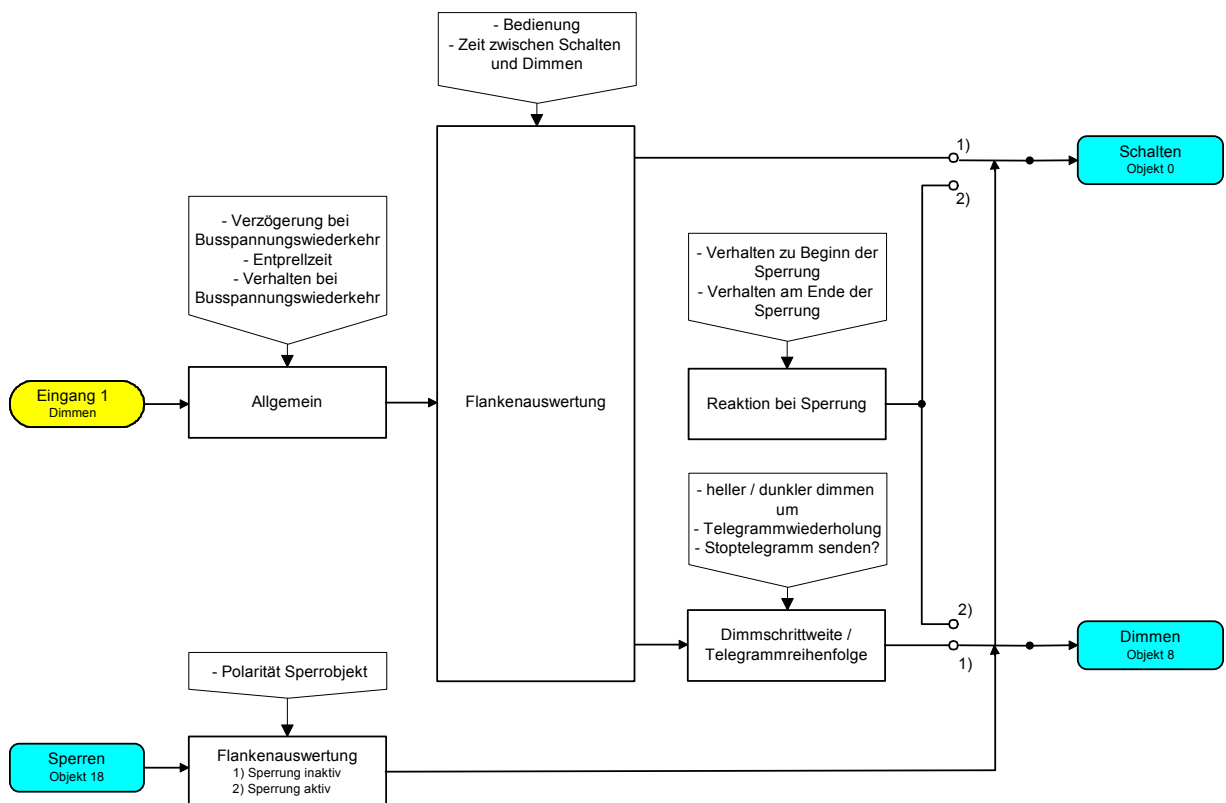 - Bedienung
- Zeit zwischen Schalten
und Dimmen
1)
Schalten
Objekt 0
2)
- Verzögerung bei
Busspannungswiederkehr
- Entprellzeit
- Verhalten bei
Busspannungswiederkehr
- Verhalten zu Beginn der
Sperrung
- Verhalten am Ende der
Sperrung
Eingang 1
Dimmen
Allgemein
Flankenauswertung
Reaktion bei Sperrung
- heller / dunkler dimmen
um
- Telegrammwiederholung
- Stoptelegramm senden?
2)
Dimmschrittweite /
Telegrammreihenfolge
1)
Dimmen
Objekt 8
- Polarität Sperrobjekt
Sperren
Objekt 18
Flankenauswertung
1) Sperrung inaktiv
2) Sperrung aktiv